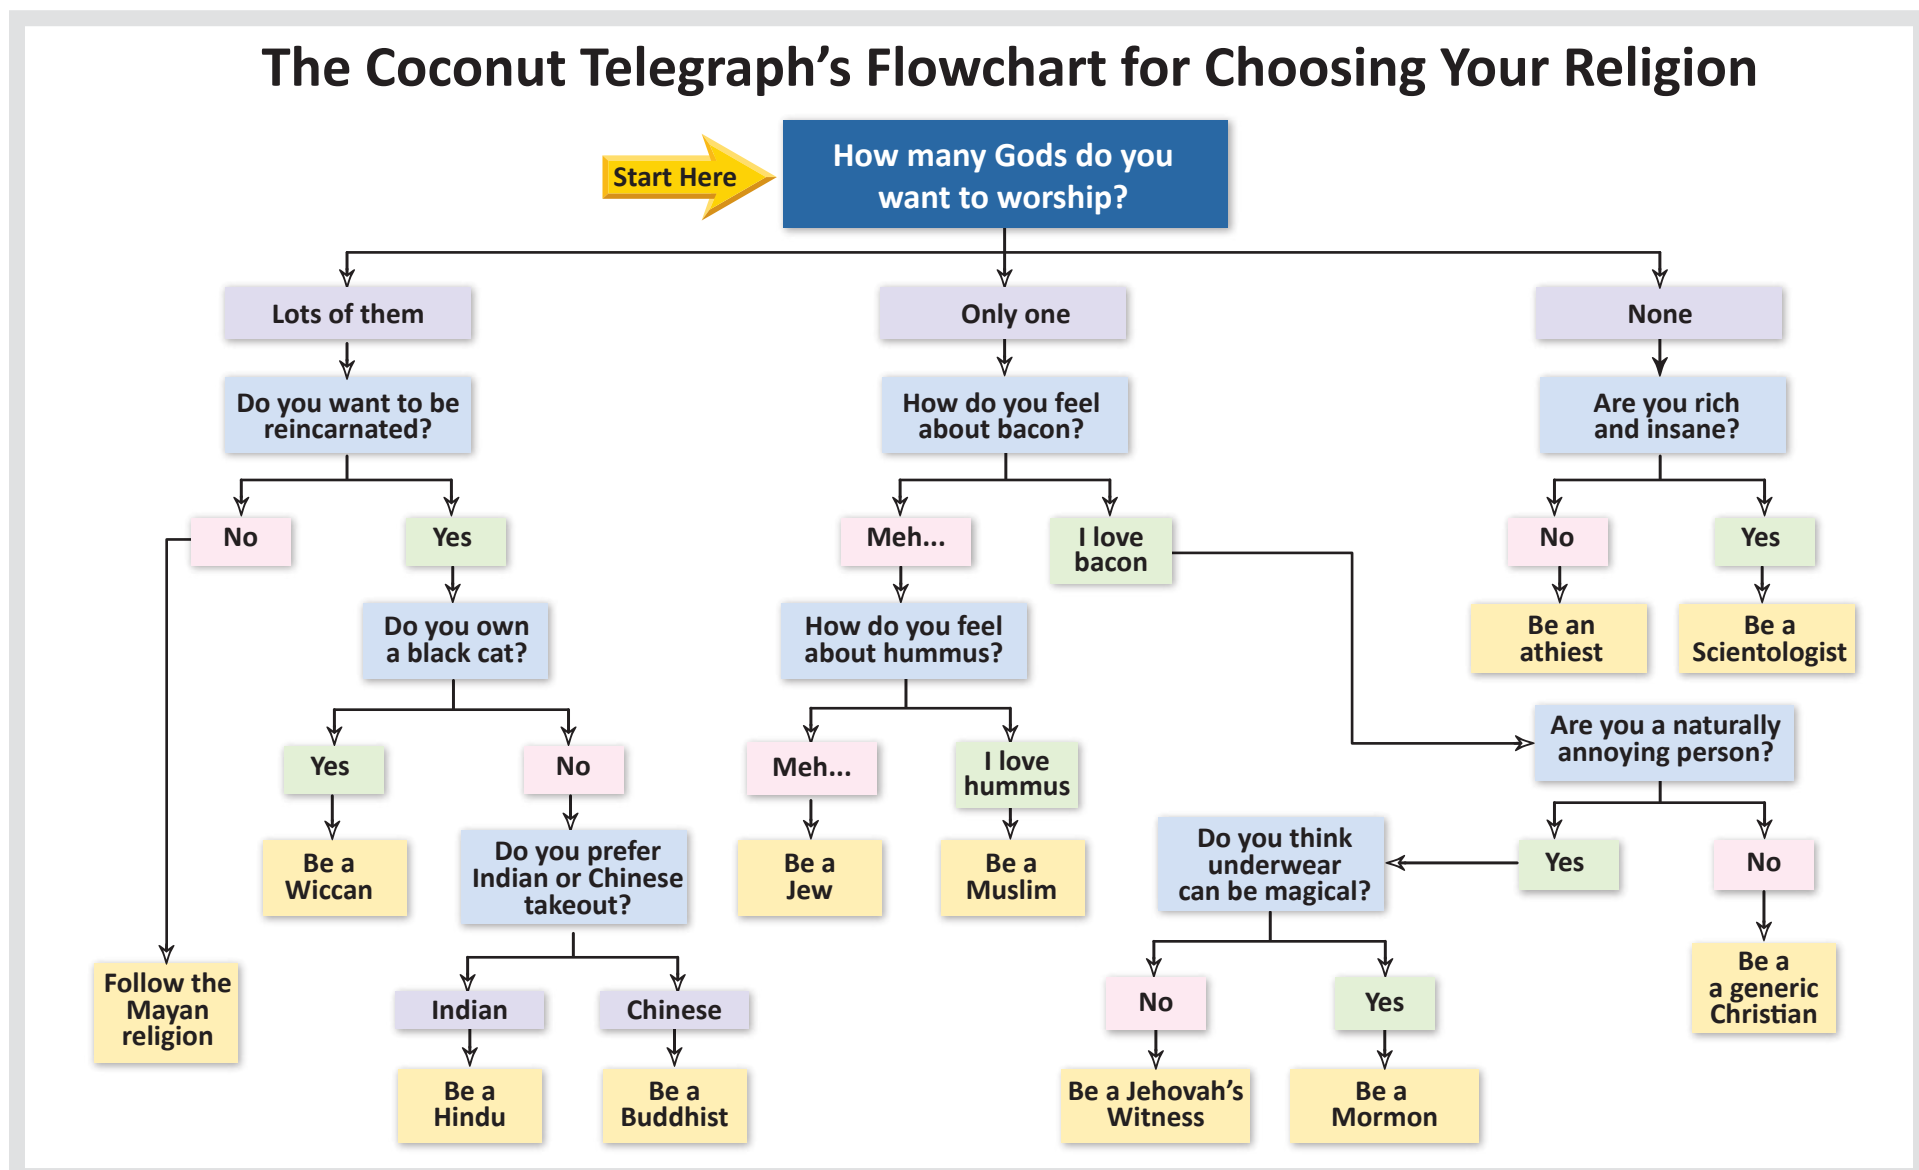 The Coconut Telegraph's Flowchart for Choosing Your Religion
Start Here
How many Gods do you
want to worship?
Lots of them
Only one
None
Do you want to be
reincarnated?
How do you feel
about bacon?
Are you rich
and insane?
No
Yes
Meh...
I love
bacon
No
Yes
Do you own
a black cat?
How do you feel
about hummus?
Be an
athiest
Be a
Scientologist
Yes
No
Meh...
I love
hummus
Are you a naturally
annoying person?
Be a
Wiccan
Do you prefer
Indian or Chinese
takeout?
Be a
Jew
Be a
Muslim
Do you think
underwear
can be magical?
Yes
No
Follow the
Mayan
religion
Indian
Chinese
No
Yes
Be a
a generic
Christian
Be a
Hindu
Be a
Buddhist
Be a Jehovah's
Witness
Be a
Mormon